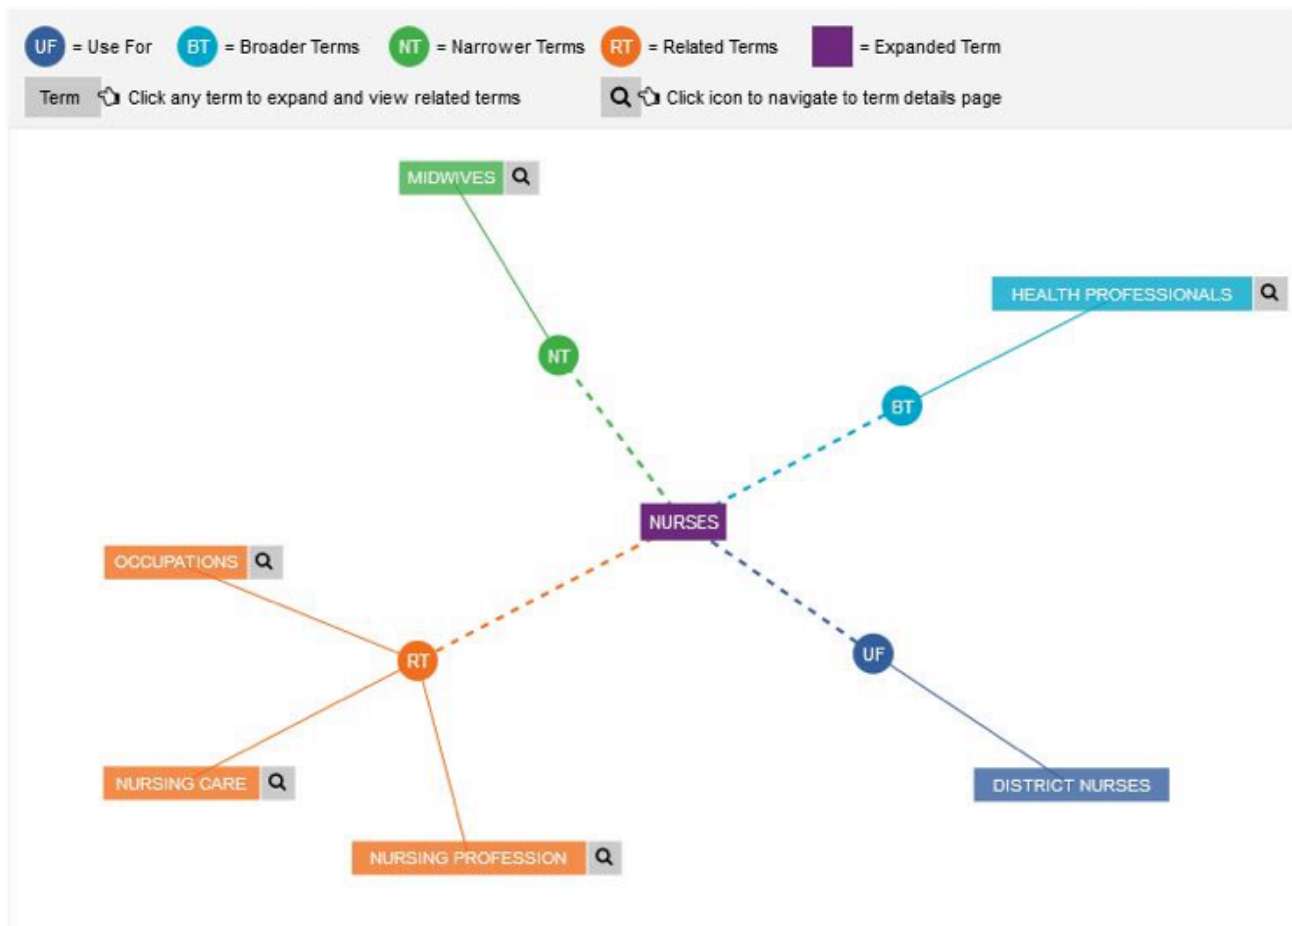 UF = Use For BT = Broader Terms NT = Narrower Terms RT = Related Terms = Expanded Term
Term Click any term to expand and view related terms Click icon to navigate to term details page
MIDWIVES
HEALTH PROFESSIONALS
NT
BT
NURSES
OCCUPATIONS
RT
UF
NURSING CARE
DISTRICT NURSES
NURSING PROFESSION